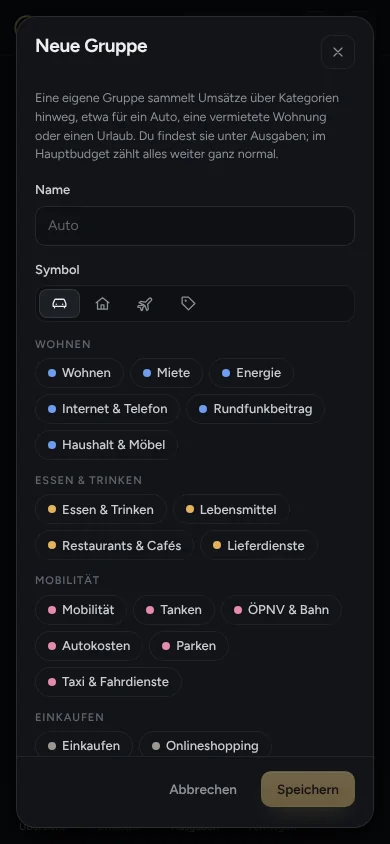 Neue Gruppe
Eine eigene Gruppe sammelt Umsätze über Kategorien
hinweg, etwa für ein Auto, eine vermietete Wohnung
oder einen Urlaub. Du findest sie unter Ausgaben; im
Hauptbudget zählt alles weiter ganz normal.
Name
Auto
Symbol
WOHNEN
Wohnen Miete Energie
Internet & Telefon Rundfunkbeitrag
Haushalt & Möbel
ESSEN & TRINKEN
Essen & Trinken Lebensmittel
Restaurants & Cafés Lieferdienste
MOBILITÄT
Mobilität Tanken ÖPNV & Bahn
Autokosten Parken
Taxi & Fahrdienste
EINKAUFEN
Einkaufen Onlineshopping
Abbrechen Speichern